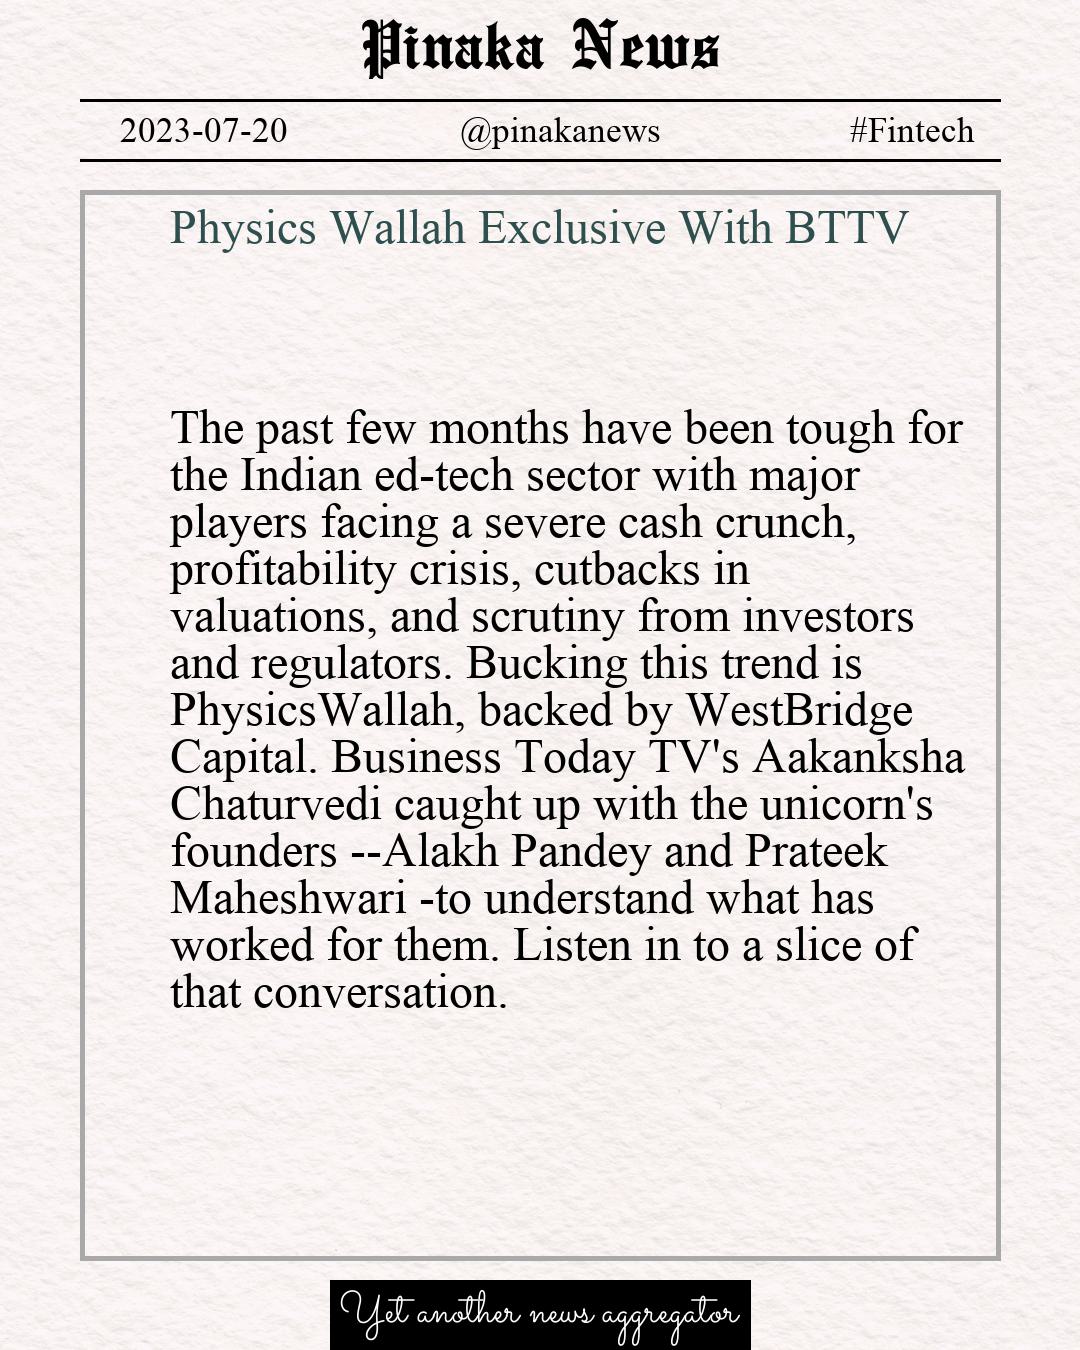 Pinaka News
2023-07-20 @pinakanews #Fintech
Physics Wallah Exclusive With BTTV
The past few months have been tough for
the Indian ed-tech sector with major
players facing a severe cash crunch,
profitability crisis, cutbacks in
valuations, and scrutiny from investors
and regulators. Bucking this trend is
PhysicsWallah, backed by WestBridge
Capital. Business Today TV's Aakanksha
Chaturvedi caught up with the unicorn's
founders --Alakh Pandey and Prateek
Maheshwari -to understand what has
worked for them. Listen in to a slice of
that conversation.
Yet another news aggregator